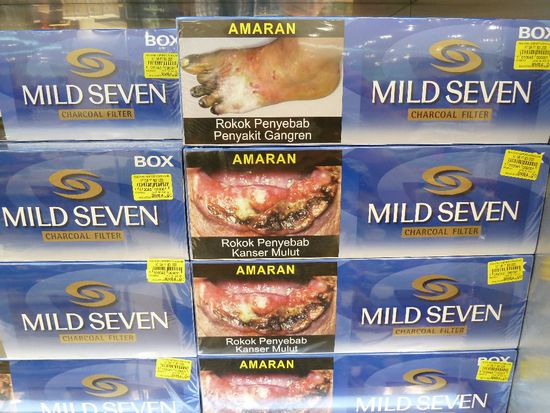 BOX
MILD SEVEN
CHARCOAL FILTER
AMARAN
Rokok Penyebab
Penyakit Gangren
BOX
MILD SEVEN
CHARCOAL FILTER
BOX
MILD SEVEN
CHARCOAL FILTER
AMARAN
Rokok Penyebab
Kanser Mulut
MILD SEVEN
CHARCOAL FILTER
MILD SEVEN
CHARCOAL FILTER
AMARAN
Rokok Penyebab
Kanser Mulut
MILD SEVEN
CHARCOAL FILTER
MILD SEVEN
AMARAN
BOX
MILD SEVEN